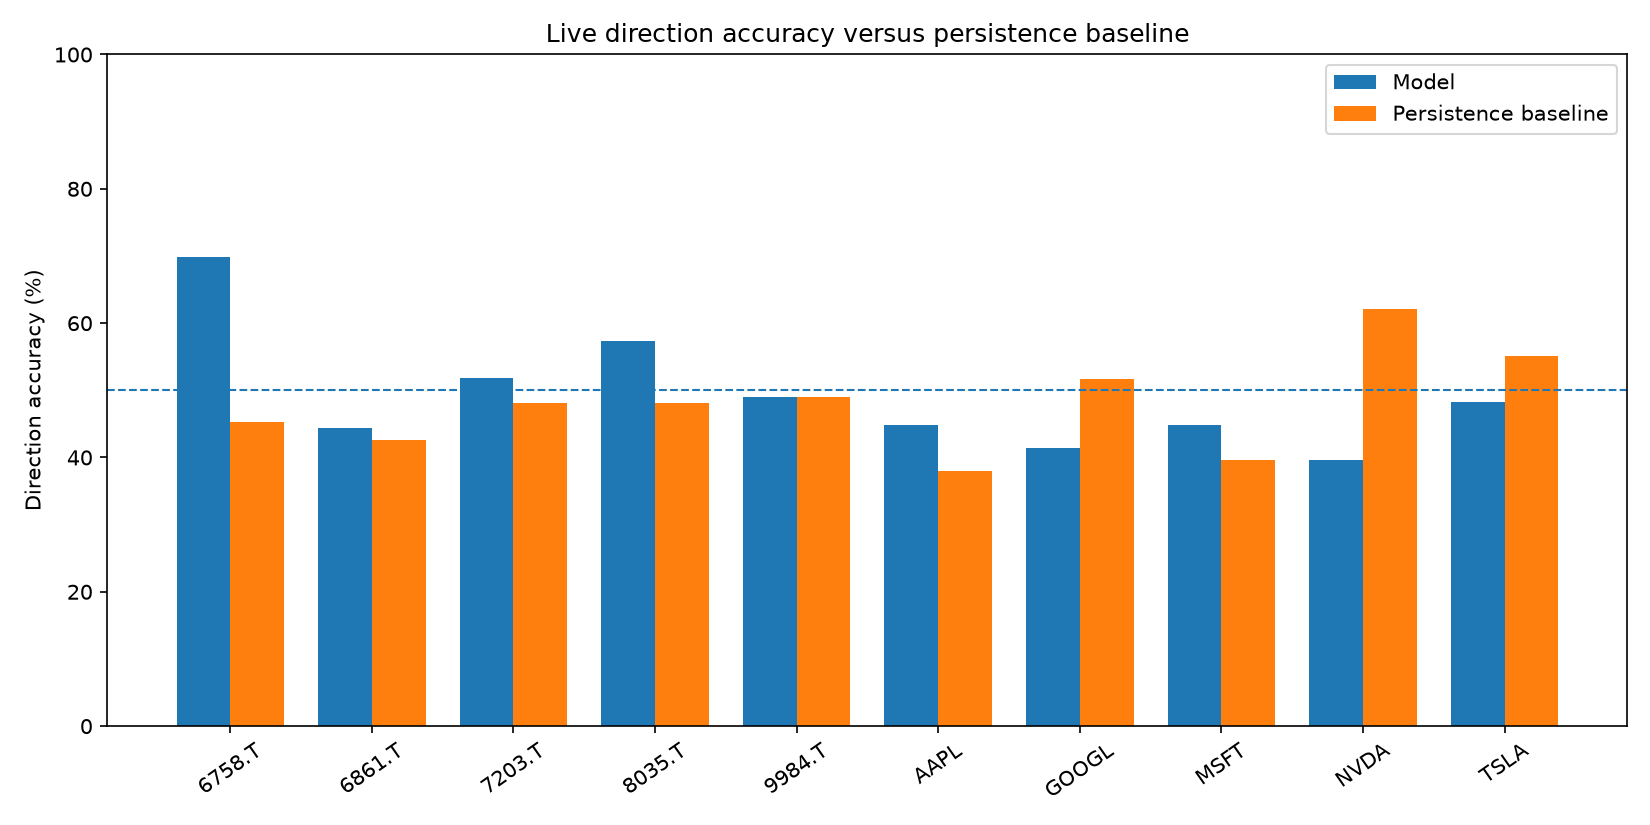 Live direction accuracy versus persistence baseline
Model
Persistence baseline
Direction accuracy (%)
100
80
60
40
20
0
6758.T
6861.T
7203.T
8035.T
9984.T
AAPL
GOOGL
MSFT
NVDA
TSLA